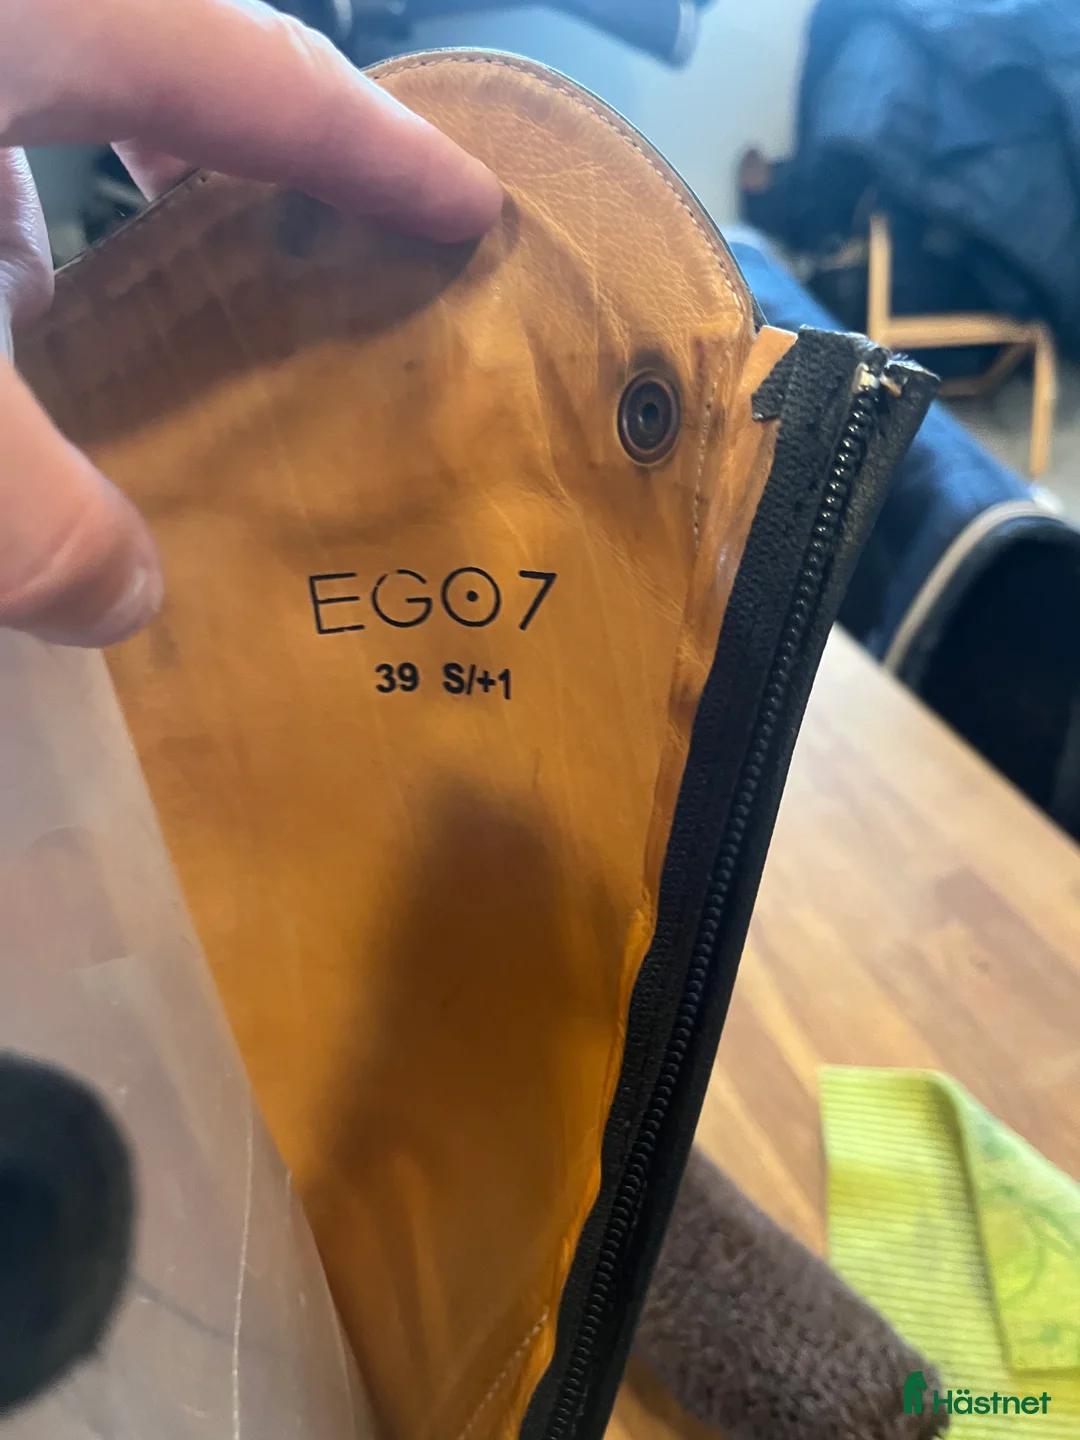 EGO7
39 S/+1
Hästnet